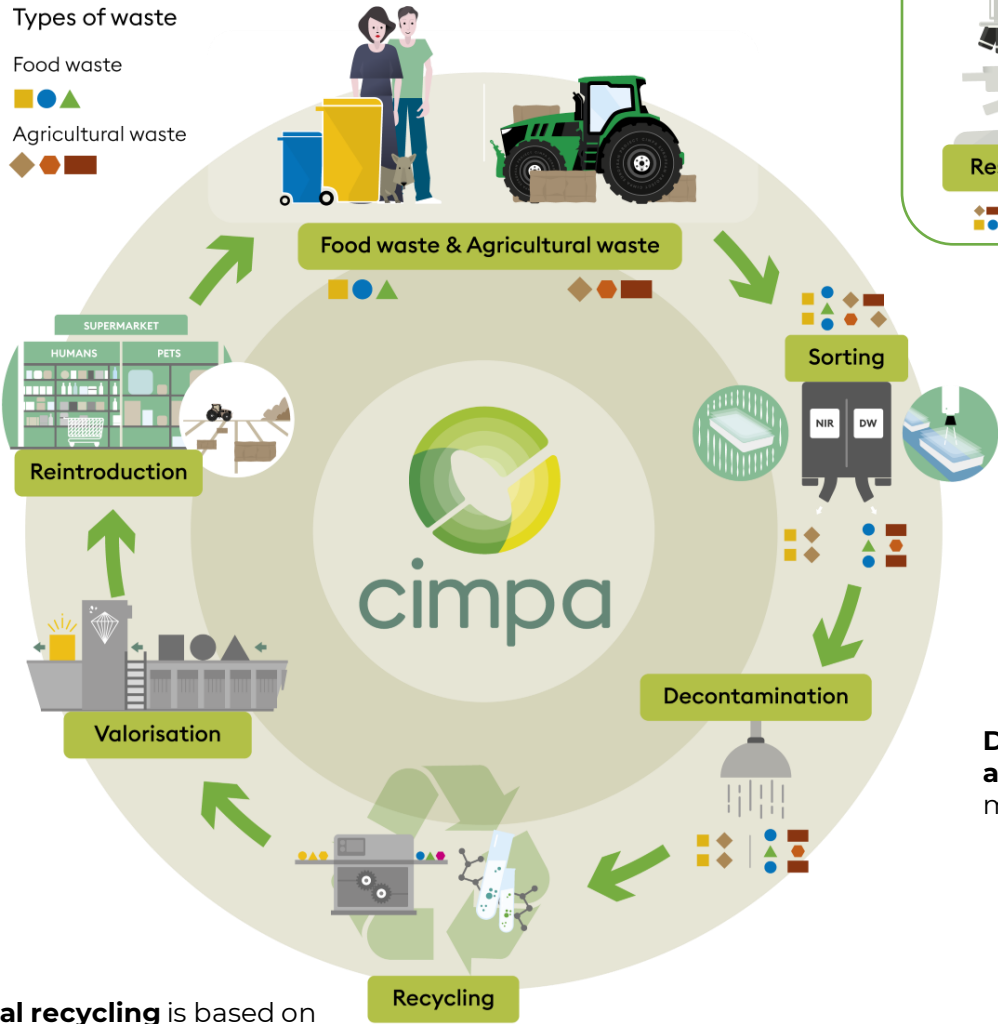 Types of waste
Food waste
Agricultural waste
Food waste & Agricultural waste
SUPERMARKET
HUMANS
PETS
Sorting
NIR
DW
Reintroduction
cimpa
Decontamination
Valorisation
Recycling
al recycling is based on